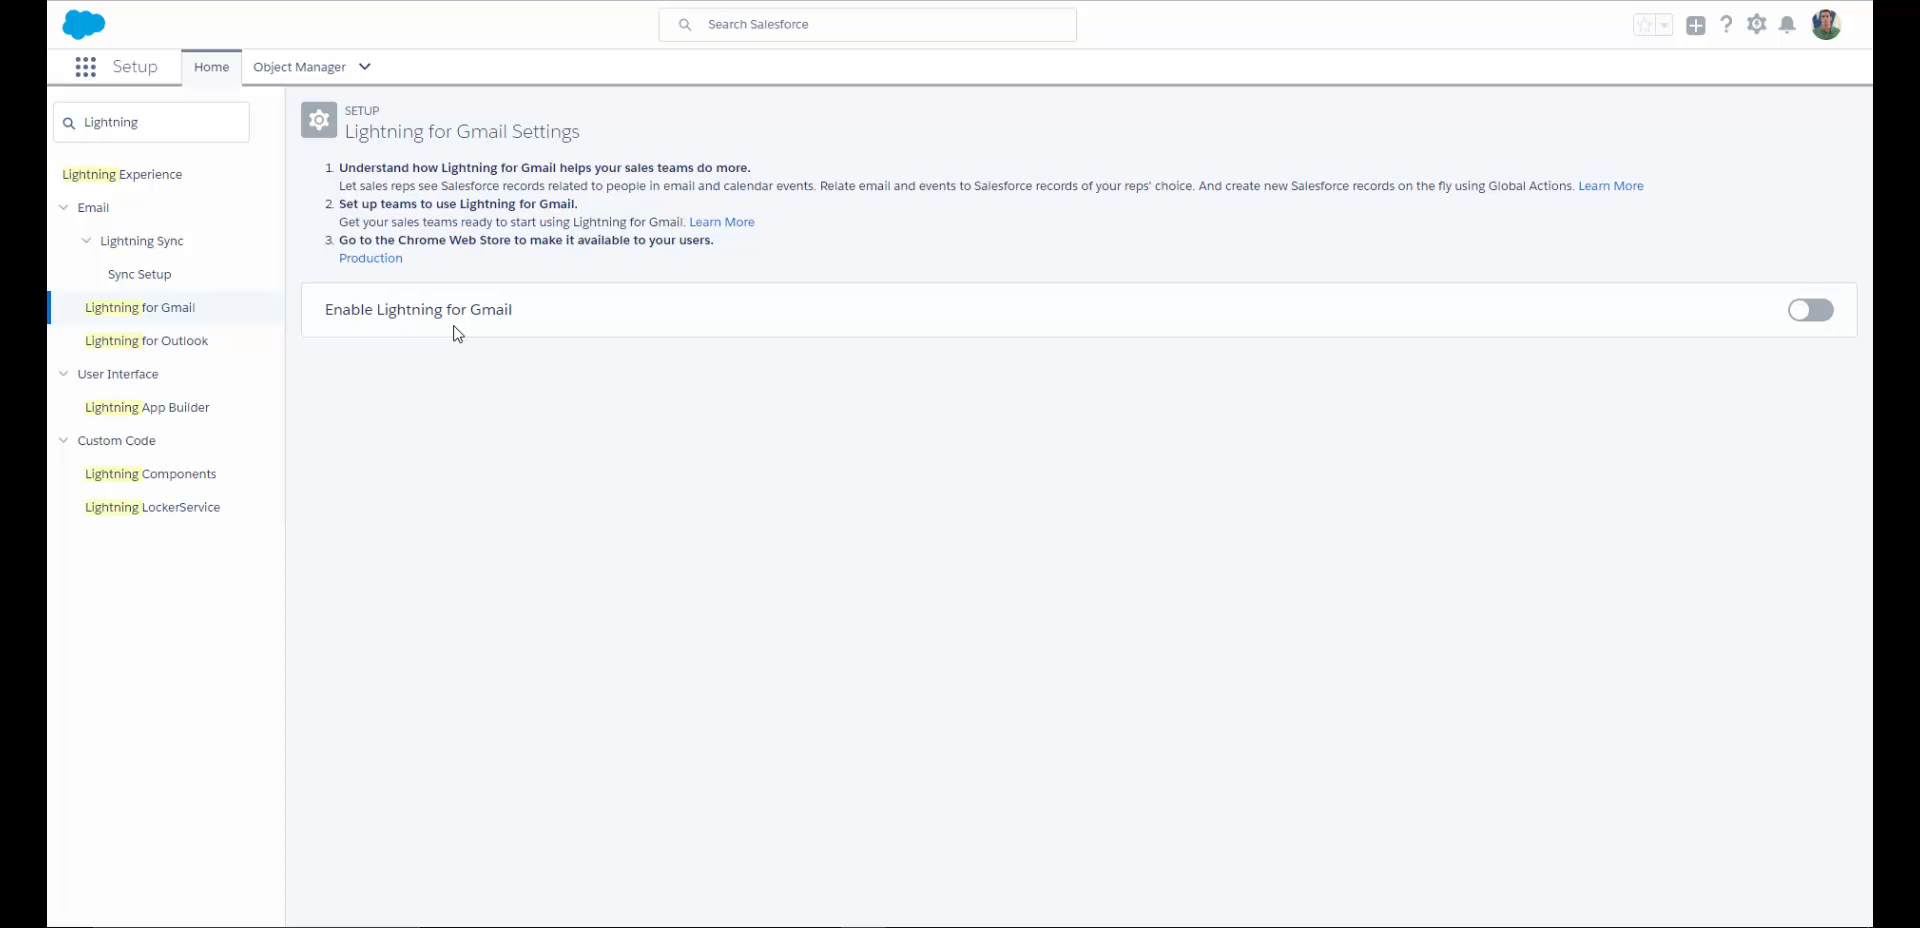 Search Salesforce
Setup
Home
Object Manager
Lightning
Lightning Experience
Email
Lightning Sync
Sync Setup
Lightning for Gmail
Lightning for Outlook
User Interface
Lightning App Builder
Custom Code
Lightning Components
Lightning LockerService
SETUP
Lightning for Gmail Settings
1. Understand how Lightning for Gmail helps your sales teams do more.
Let sales reps see Salesforce records related to people in email and calendar events. Relate email and events to Salesforce records of your reps' choice. And create new Salesforce records on the fly using Global Actions. Learn More
2. Set up teams to use Lightning for Gmail.
Get your sales teams ready to start using Lightning for Gmail. Learn More
3. Go to the Chrome Web Store to make it available to your users.
Production
Enable Lightning for Gmail